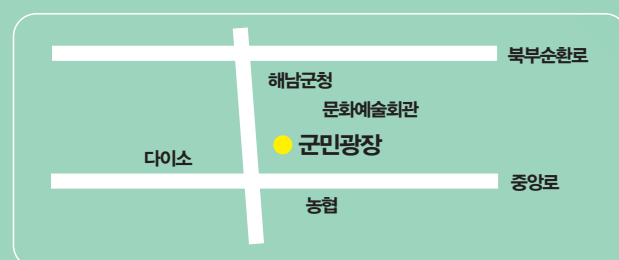 북부순환로
해남군청
문화예술회관
군민광장
다이소
중앙로
농협